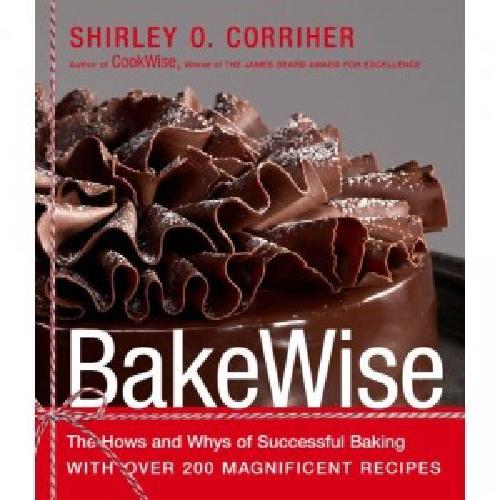 SHIRLEY O. CORRIHER
Author of CookWise, Winner of THE JAMES BEARD AWARD FOR EXCELLENCE
BakeWise
The Hows and Whys of Successful Baking
WITH OVER 200 MAGNIFICENT RECIPES